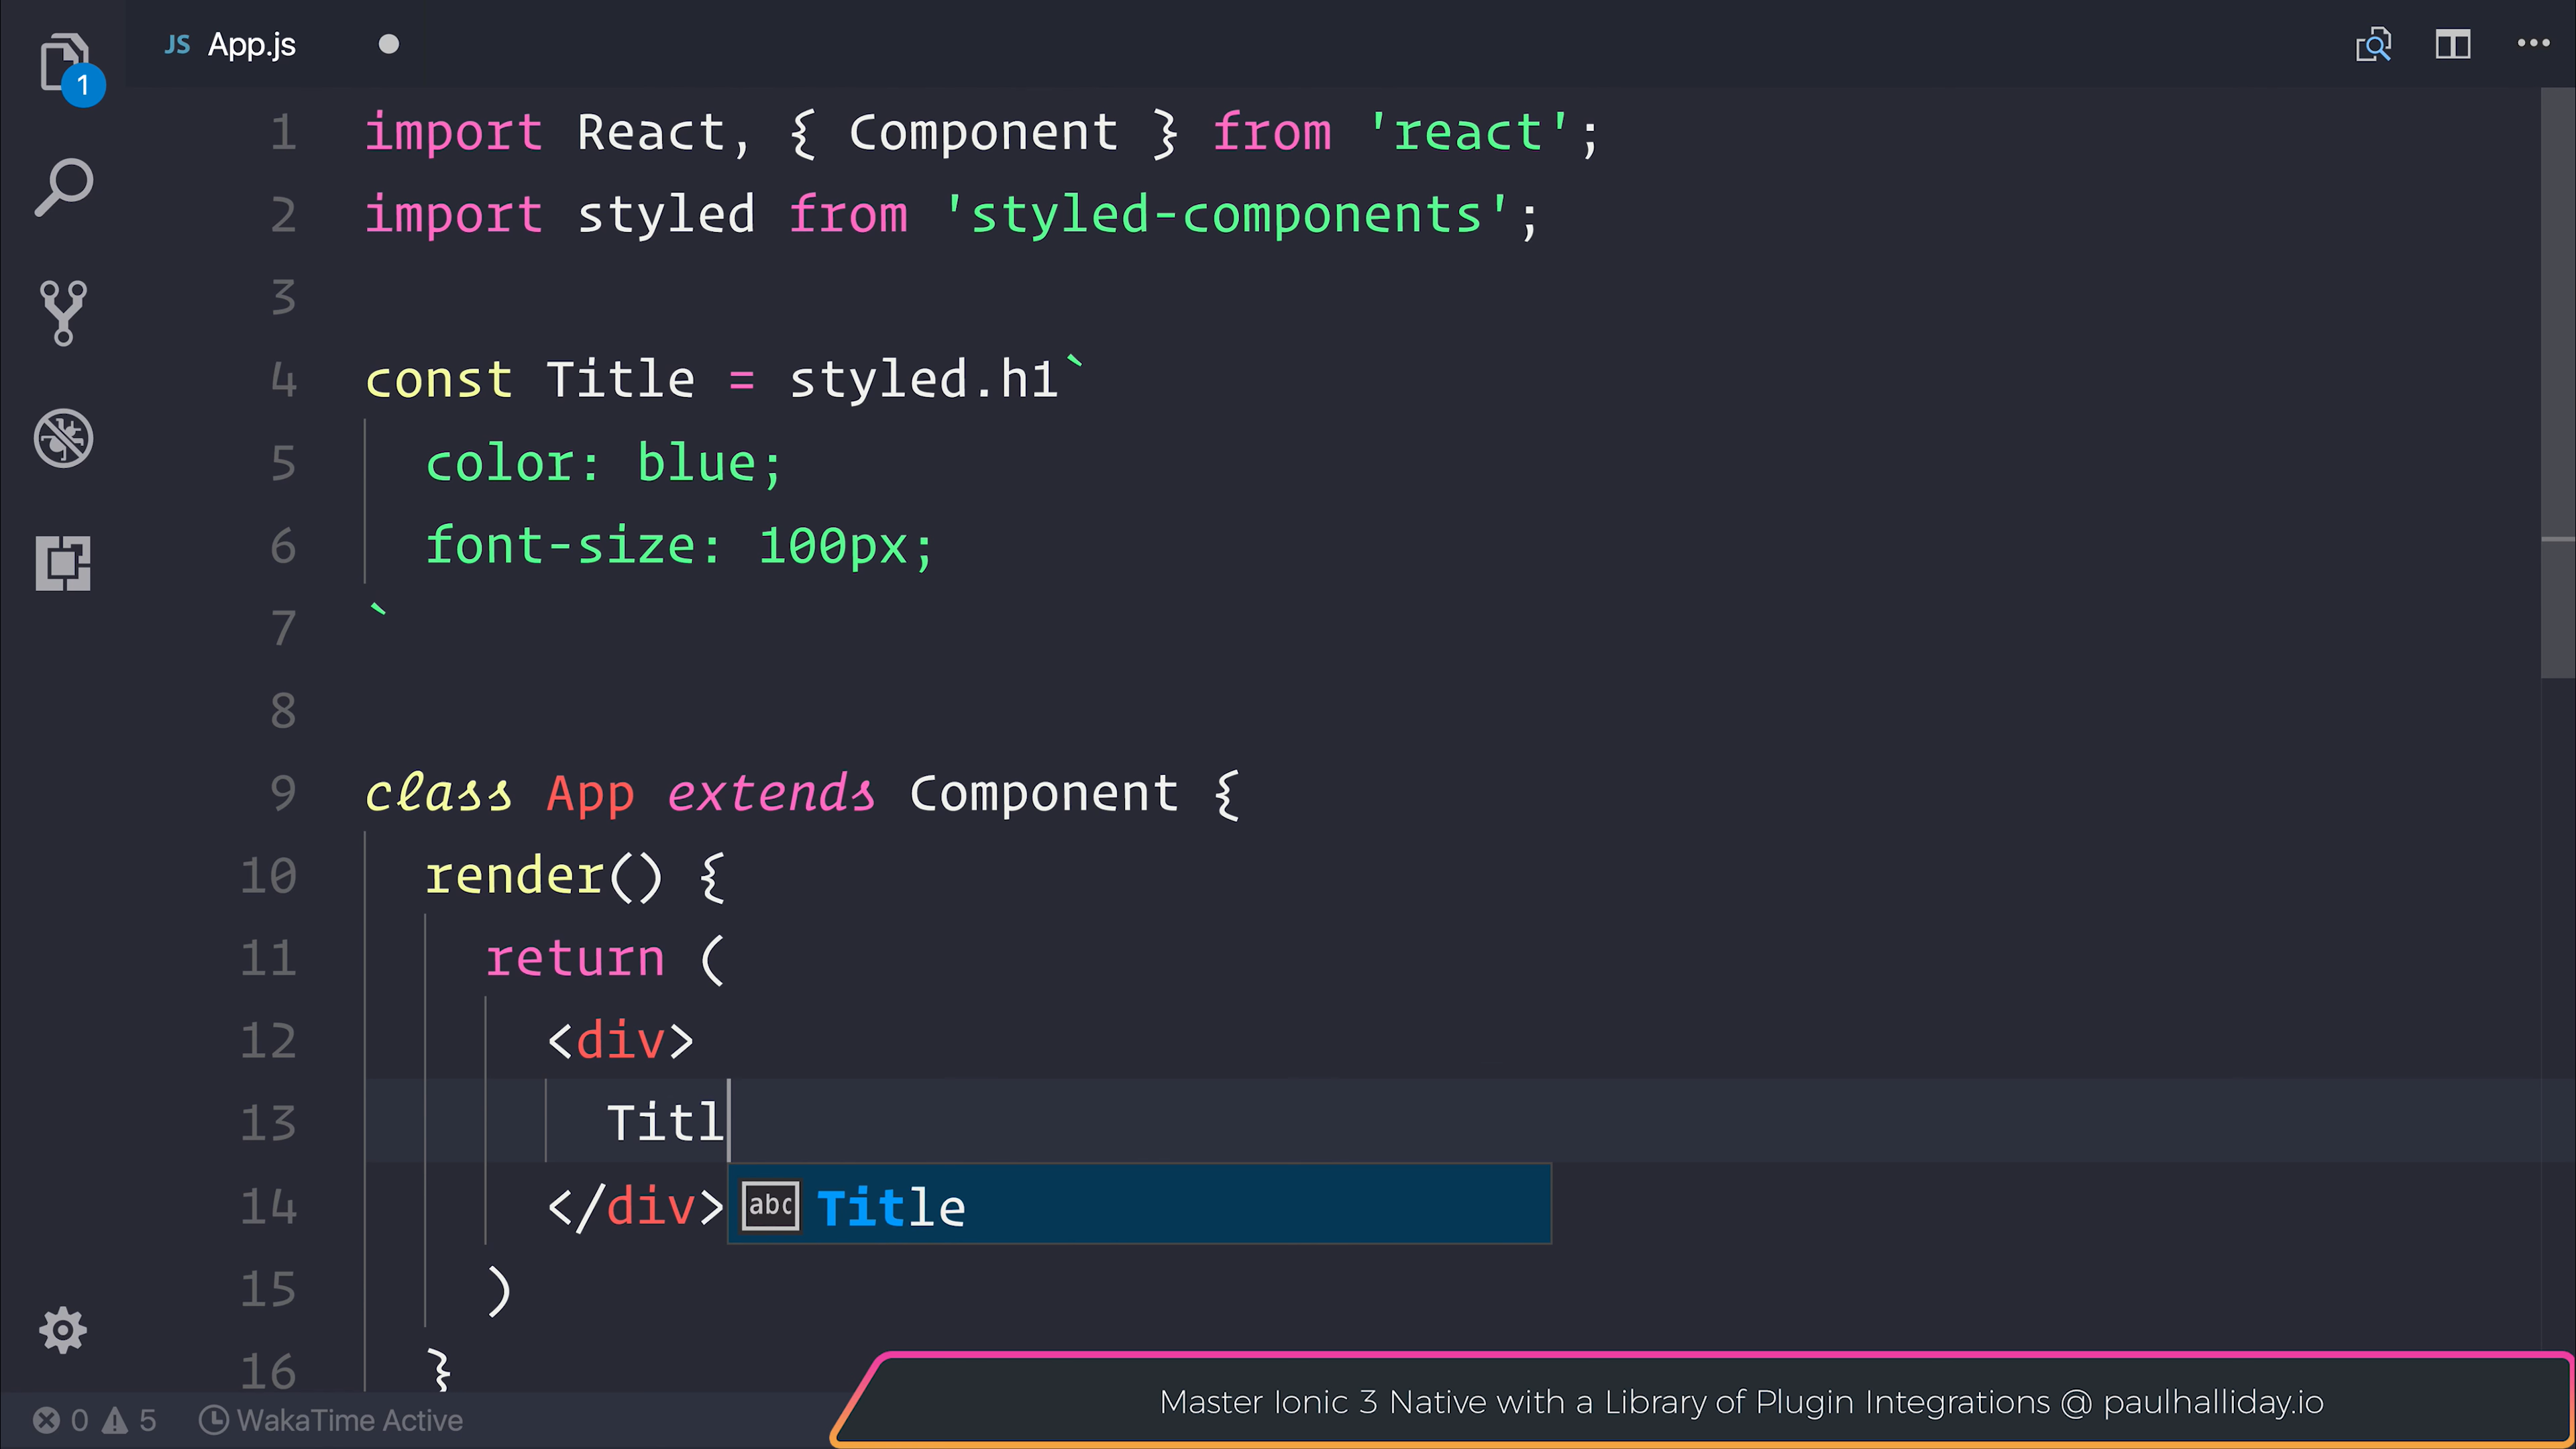 JS App.js
1
1 import React, { Component } from 'react';
2 import styled from 'styled-components';
3
4 const Title = styled.h1`
5 color: blue;
6 font-size: 100px;
7 `
8
9 class App extends Component {
10 render() {
11 return (
12 <div>
13 Titl
14 </div>
abc Title
15 )
16 }
0 5 WakaTime Active
Master Ionic 3 Native with a Library of Plugin Integrations @ paulhalliday.io